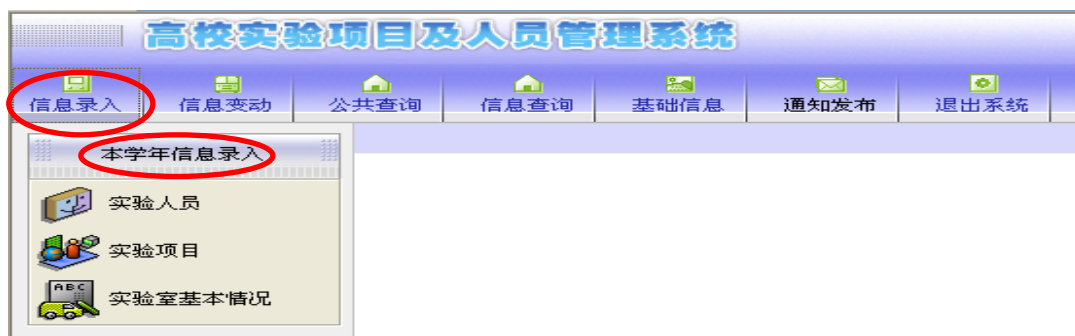 高校实验项目及人员管理系统
信息录入 信息变动 公共查询 信息查询 基础信息 通知发布 退出系统
本学年信息录入
实验人员
实验项目
ABC
实验室基本情况